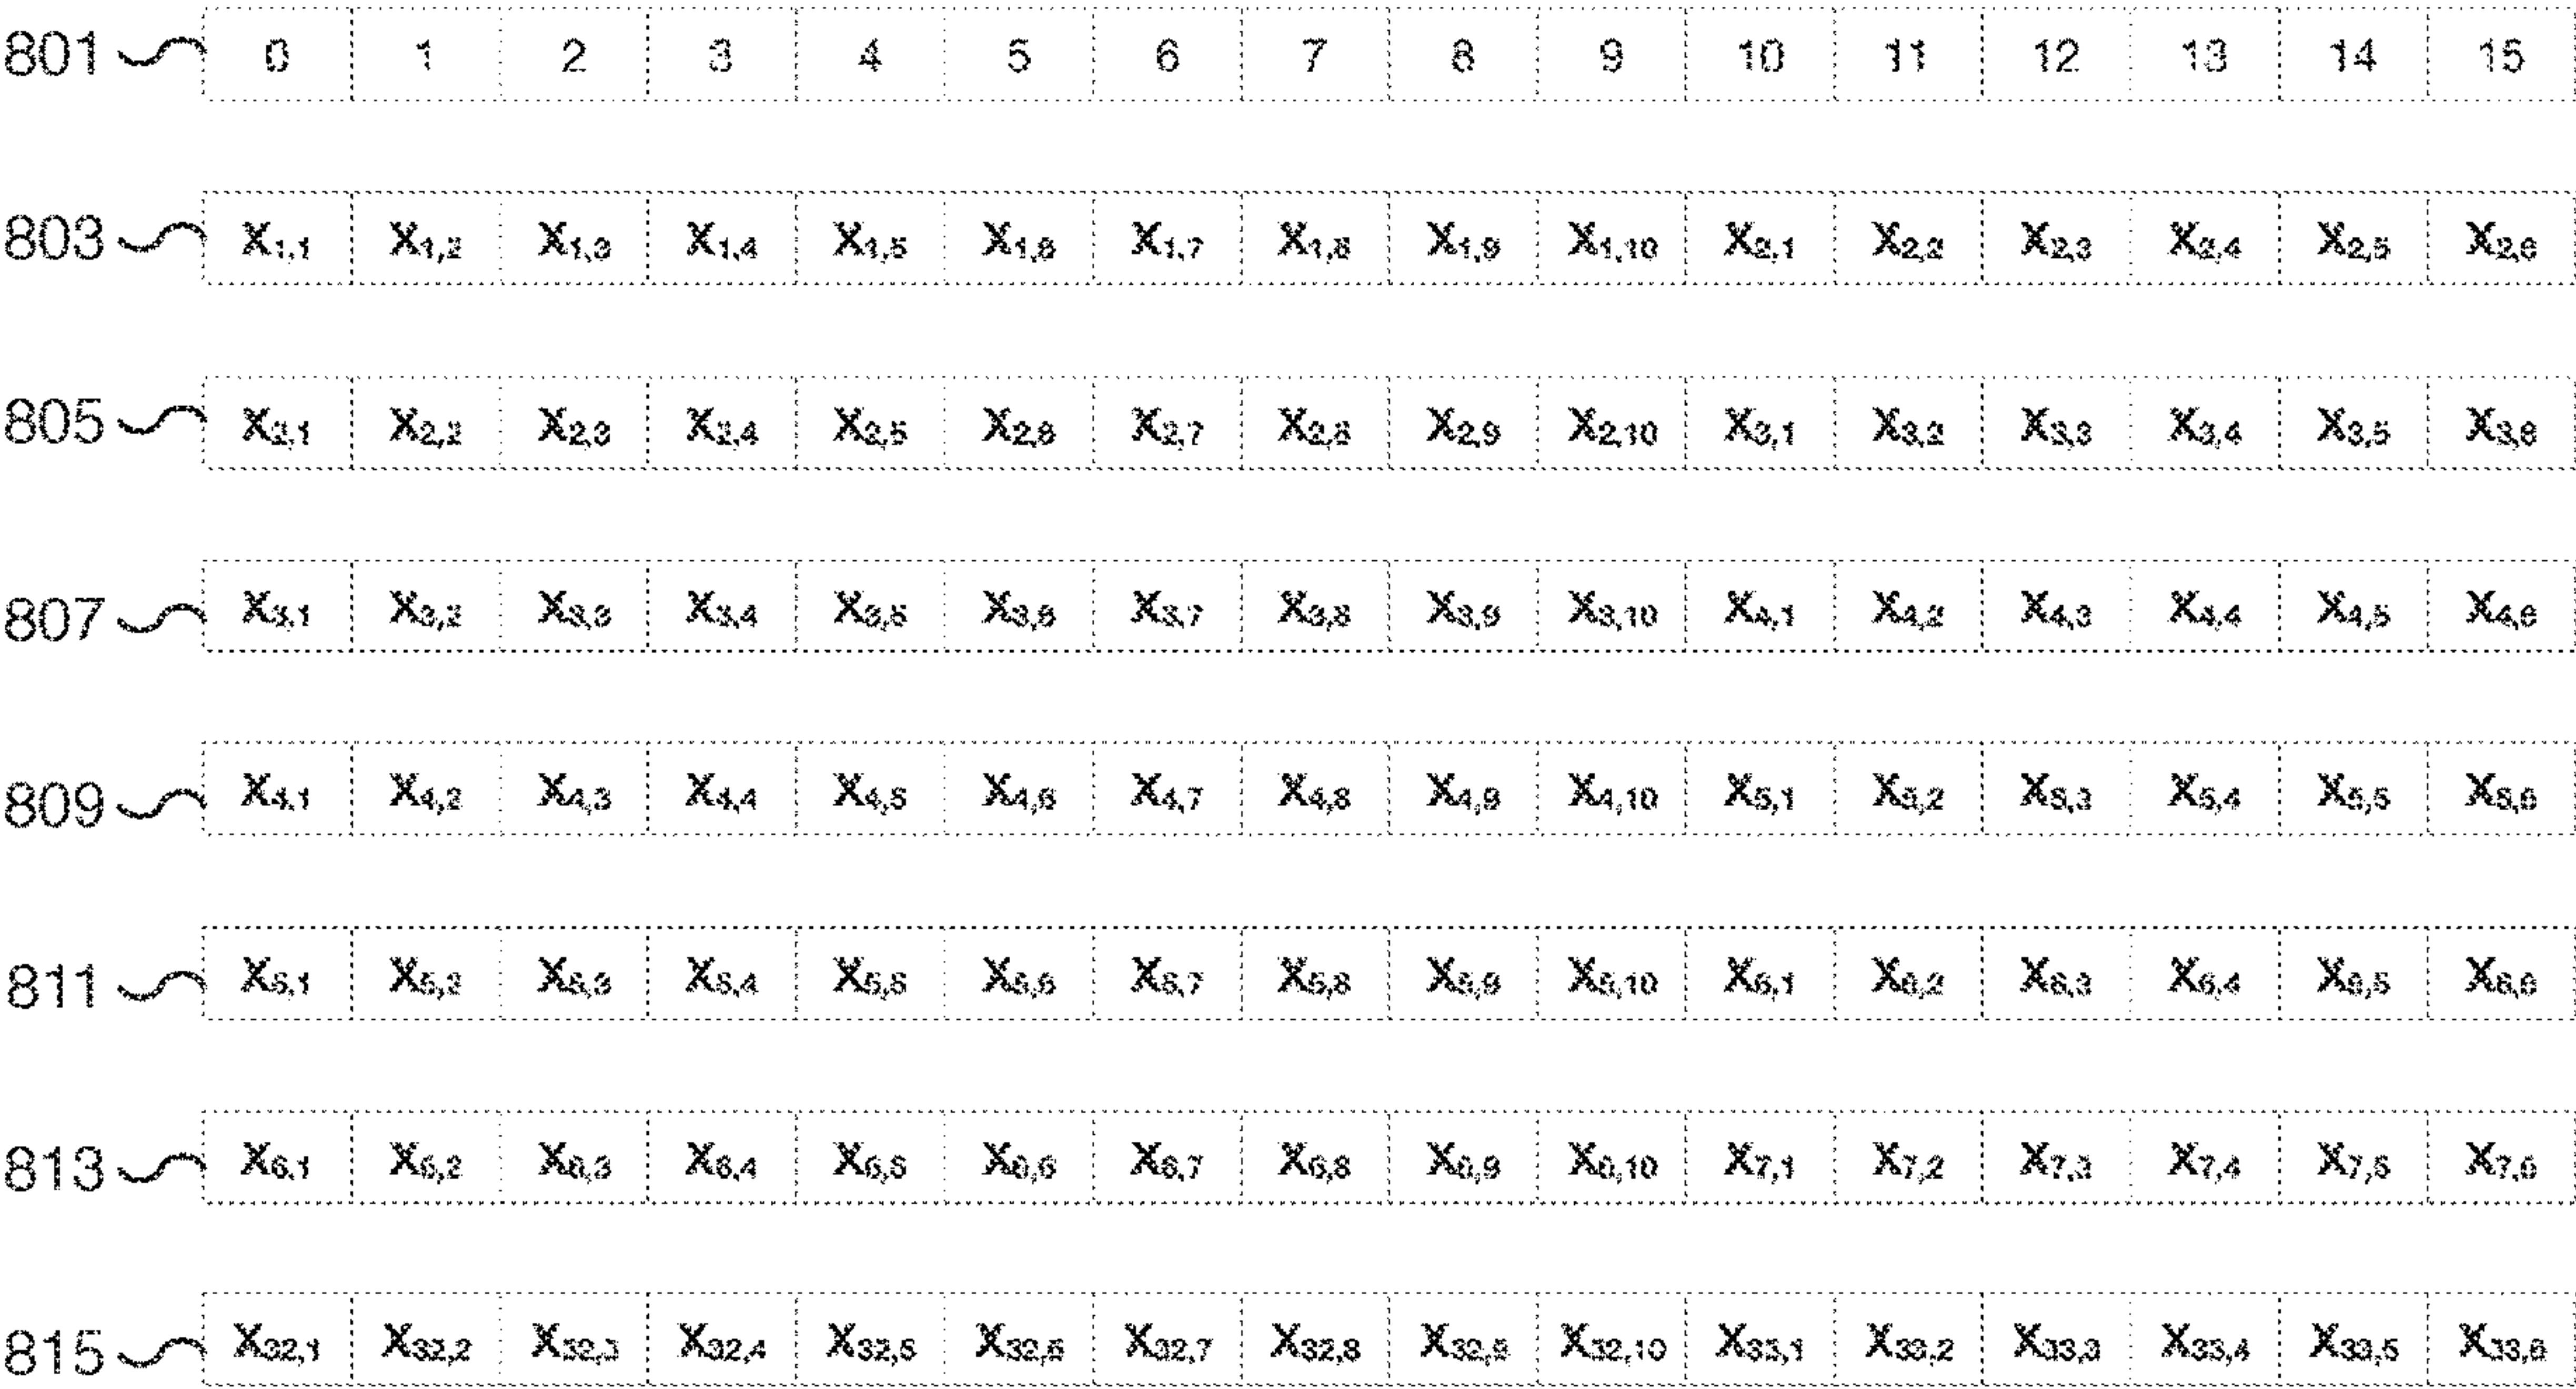 801 0 1 2 3 4 5 6 7 8 9 10 11 12 13 14 15
803 X1,1 X1,2 X1,3 X1,4 X1,5 X1,6 X1,7 X1,8 X1,9 X1,10 X2,1 X2,2 X2,3 X2,4 X2,5 X2,6
805 X2,1 X2,2 X2,3 X2,4 X2,5 X2,6 X2,7 X2,8 X2,9 X2,10 X3,1 X3,2 X3,3 X3,4 X3,5 X3,6
807 X3,1 X3,2 X3,3 X3,4 X3,5 X3,6 X3,7 X3,8 X3,9 X3,10 X4,1 X4,2 X4,3 X4,4 X4,5 X4,6
809 X4,1 X4,2 X4,3 X4,4 X4,5 X4,6 X4,7 X4,8 X4,9 X4,10 X5,1 X5,2 X5,3 X5,4 X5,5 X5,6
811 X5,1 X5,2 X5,3 X5,4 X5,5 X5,6 X5,7 X5,8 X5,9 X5,10 X6,1 X6,2 X6,3 X6,4 X6,5 X6,6
813 X6,1 X6,2 X6,3 X6,4 X6,5 X6,6 X6,7 X6,8 X6,9 X6,10 X7,1 X7,2 X7,3 X7,4 X7,5 X7,6
815 X32,1 X32,2 X32,3 X32,4 X32,5 X32,6 X32,7 X32,8 X32,9 X32,10 X33,1 X33,2 X33,3 X33,4 X33,5 X33,6